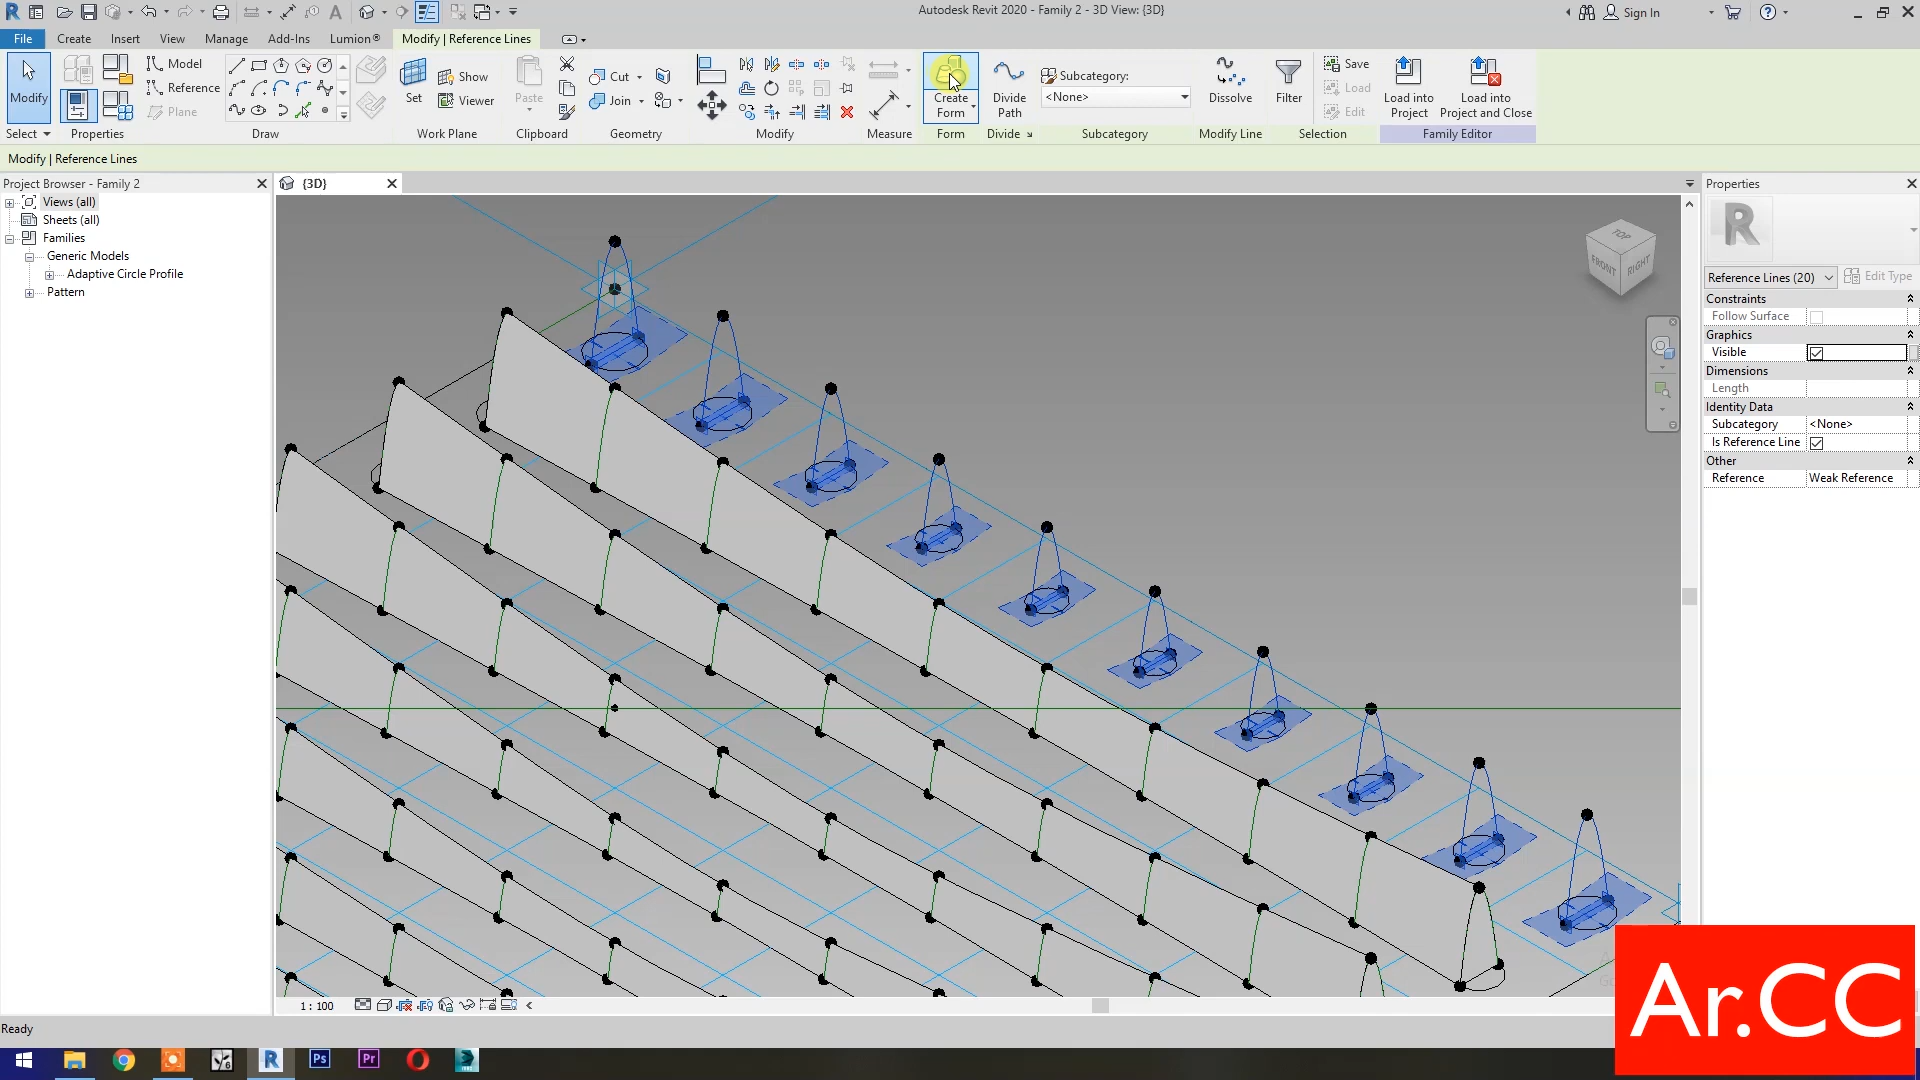 Autodesk Revit 2020 - Family 2 - 3D View: {3D}
Sign In
File
Create
Insert
View
Manage
Add-Ins
Lumion®
Modify | Reference Lines
Modify
Model
Reference
Plane
Set
Show
Viewer
Paste
Cut
Join
Create
Form
Divide
Path
Subcategory:
<None>
Dissolve
Filter
Save
Load
Edit
Load into
Project
Load into
Project and Close
Select
Properties
Draw
Work Plane
Clipboard
Geometry
Modify
Measure
Form
Divide
Subcategory
Modify Line
Selection
Family Editor
Modify | Reference Lines
Project Browser - Family 2
Views (all)
Sheets (all)
Families
Generic Models
Adaptive Circle Profile
Pattern
{3D}
TOP
FRONT
RIGHT
Properties
R
Reference Lines (20)
Edit Type
Constraints
Follow Surface
Graphics
Visible
Dimensions
Length
Identity Data
Subcategory <None>
Is Reference Line
Other
Reference Weak Reference
1 : 100
Ready
Ar.CC